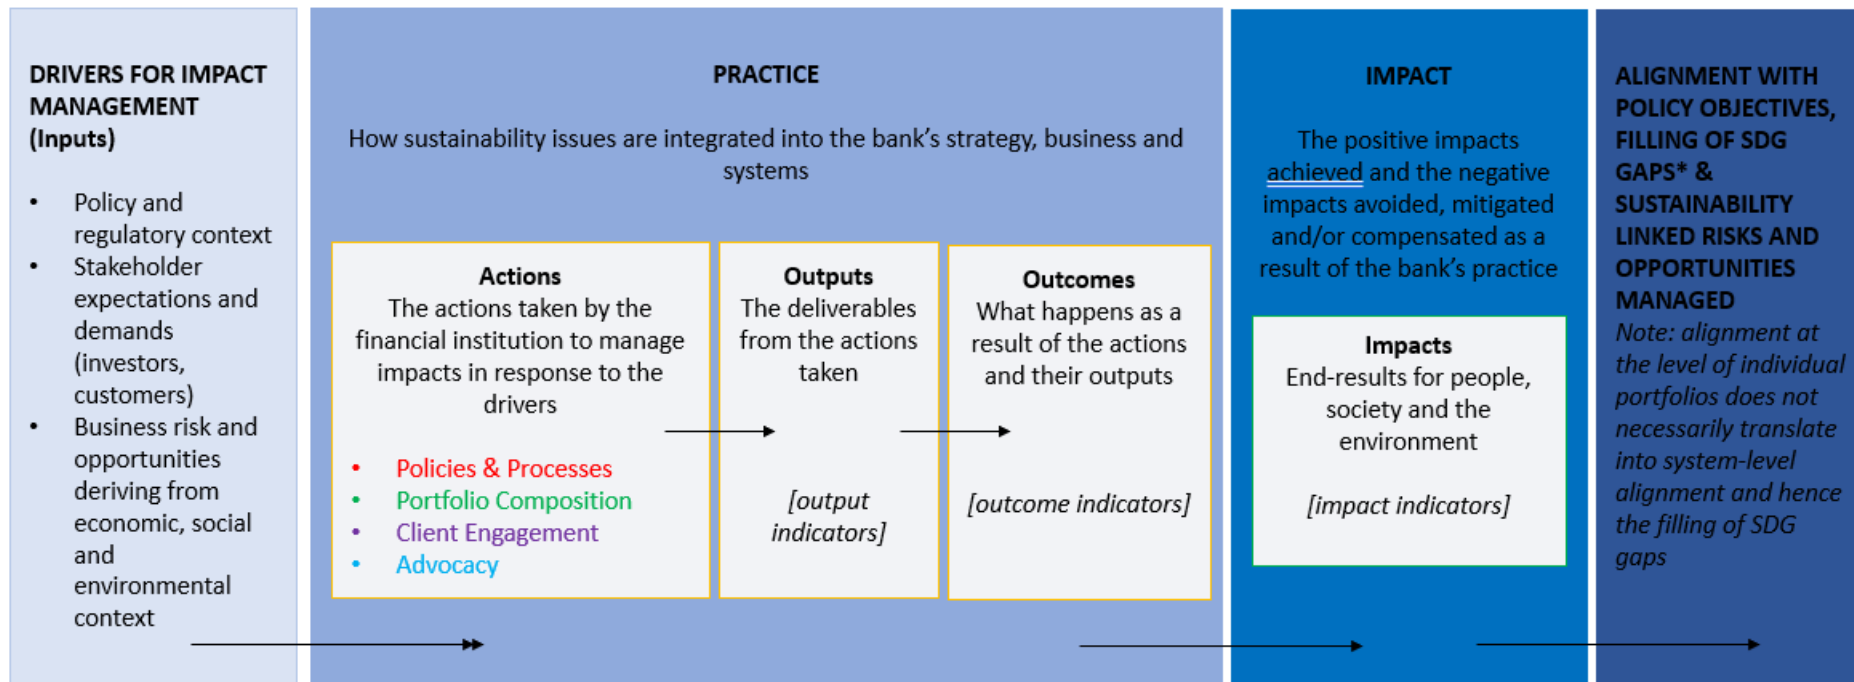 DRIVERS FOR IMPACT
MANAGEMENT
(Inputs)
• Policy and
regulatory context
• Stakeholder
expectations and
demands
(investors,
customers)
• Business risk and
opportunities
deriving from
economic, social
and
environmental
context
PRACTICE
How sustainability issues are integrated into the bank’s strategy, business and
systems
Actions
The actions taken by the
financial institution to manage
impacts in response to the
drivers
• Policies & Processes
• Portfolio Composition
• Client Engagement
• Advocacy
Outputs
The deliverables
from the actions
taken
[output
indicators]
Outcomes
What happens as a
result of the actions
and their outputs
[outcome indicators]
IMPACT
The positive impacts
achieved and the negative
impacts avoided, mitigated
and/or compensated as a
result of the bank’s practice
Impacts
End-results for people,
society and the
environment
[impact indicators]
ALIGNMENT WITH
POLICY OBJECTIVES,
FILLING OF SDG
GAPS* &
SUSTAINABILITY
LINKED RISKS AND
OPPORTUNITIES
MANAGED
Note: alignment at
the level of individual
portfolios does not
necessarily translate
into system-level
alignment and hence
the filling of SDG
gaps